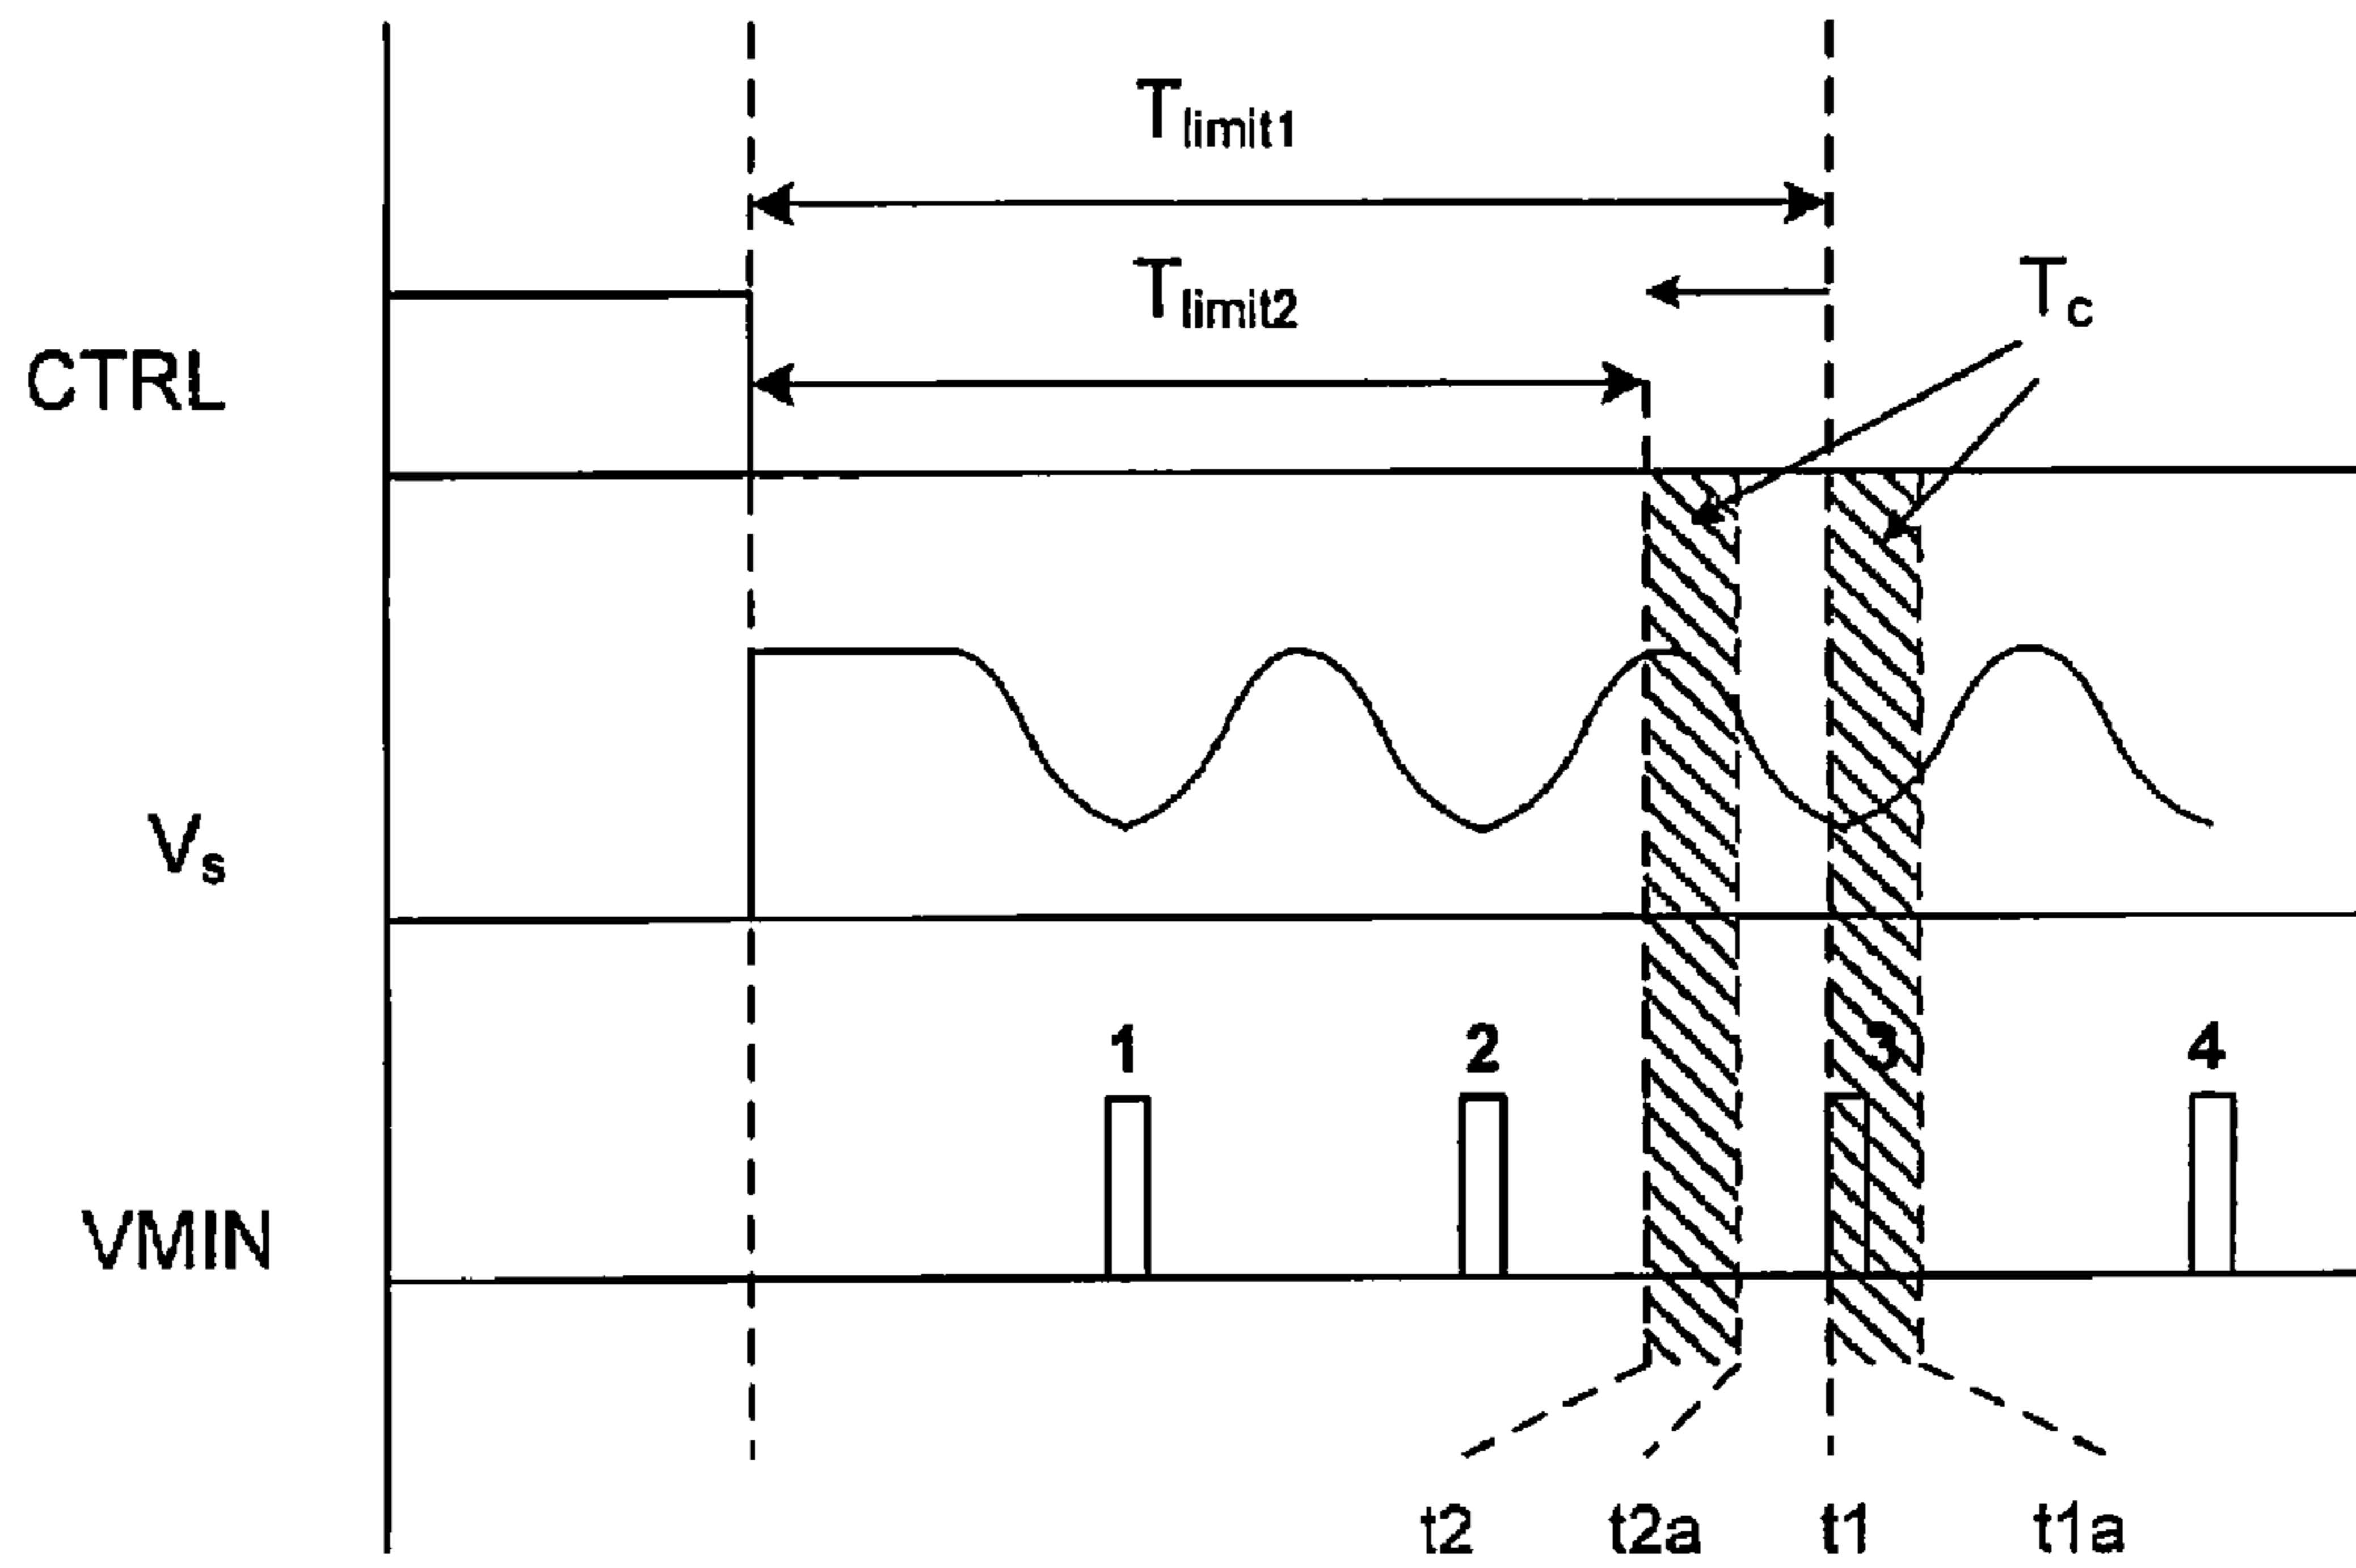 Tlimit1
Tlimit2
Tc
CTRL
Vs
1 2 3 4
VMIN
t2 t2a t1 t1a